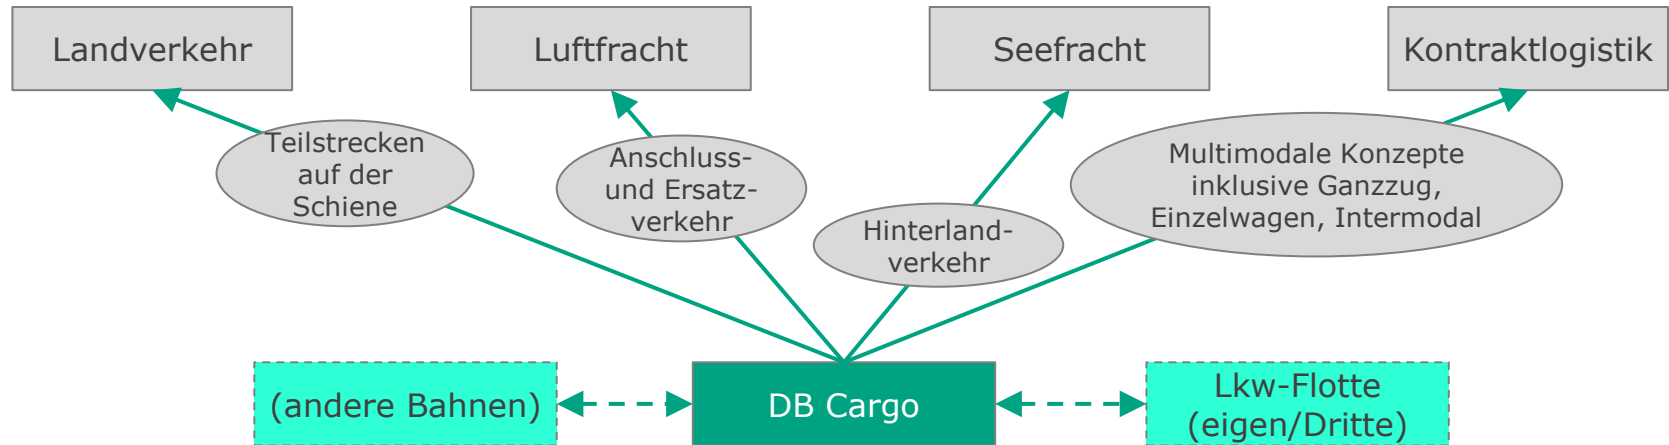 Landverkehr
Luftfracht
Seefracht
Kontraktlogistik
Teilstrecken
auf der
Schiene
Anschluss-
und Ersatz-
verkehr
Hinterland-
verkehr
Multimodale Konzepte
inklusive Ganzzug,
Einzelwagen, Intermodal
(andere Bahnen)
DB Cargo
Lkw-Flotte
(eigen/Dritte)